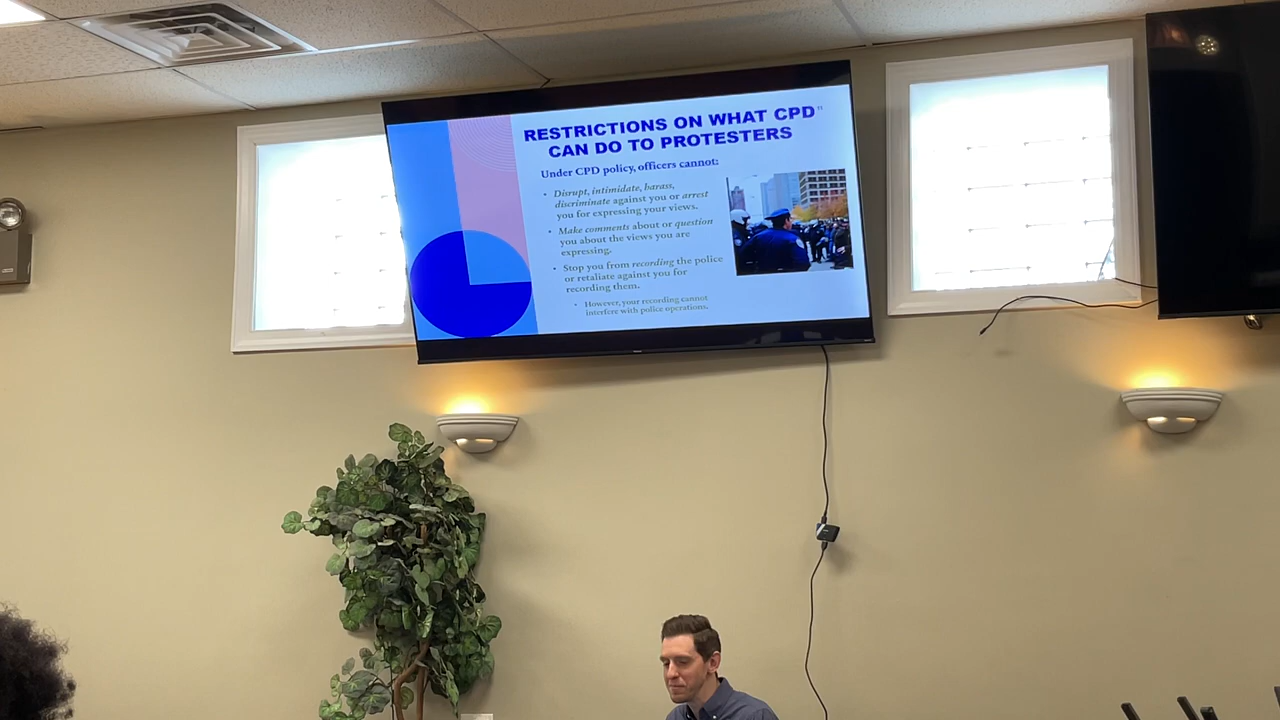 RESTRICTIONS ON WHAT CPD"
CAN DO TO PROTESTERS
Under CPD policy, officers cannot:
• Disrupt, intimidate, harass,
discriminate against you or arrest
you for expressing your views.
• Make comments about or question
you about the views you are
expressing.
• Stop you from recording the police
or retaliate against you for
recording them.
• However, your recording cannot
interfere with police operations.